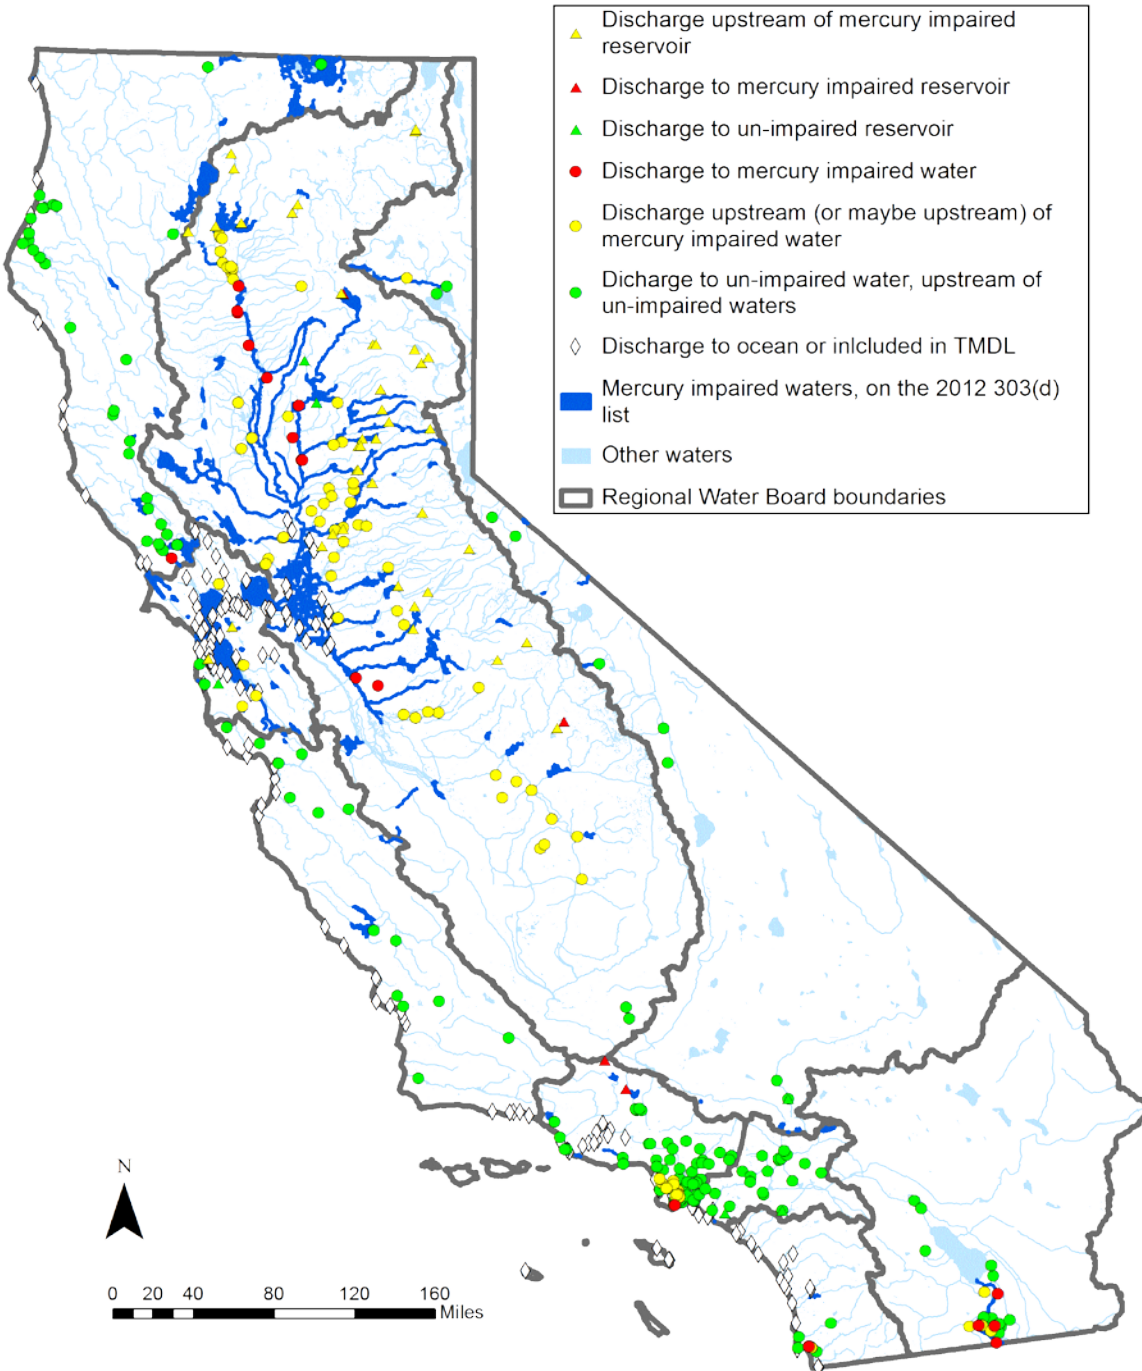 Discharge upstream of mercury impaired
reservoir
Discharge to mercury impaired reservoir
Discharge to un-impaired reservoir
Discharge to mercury impaired water
Discharge upstream (or maybe upstream) of
mercury impaired water
Dicharge to un-impaired water, upstream of
un-impaired waters
Discharge to ocean or inlcluded in TMDL
Mercury impaired waters, on the 2012 303(d)
list
Other waters
Regional Water Board boundaries
N
0 20 40 80 120 160
Miles